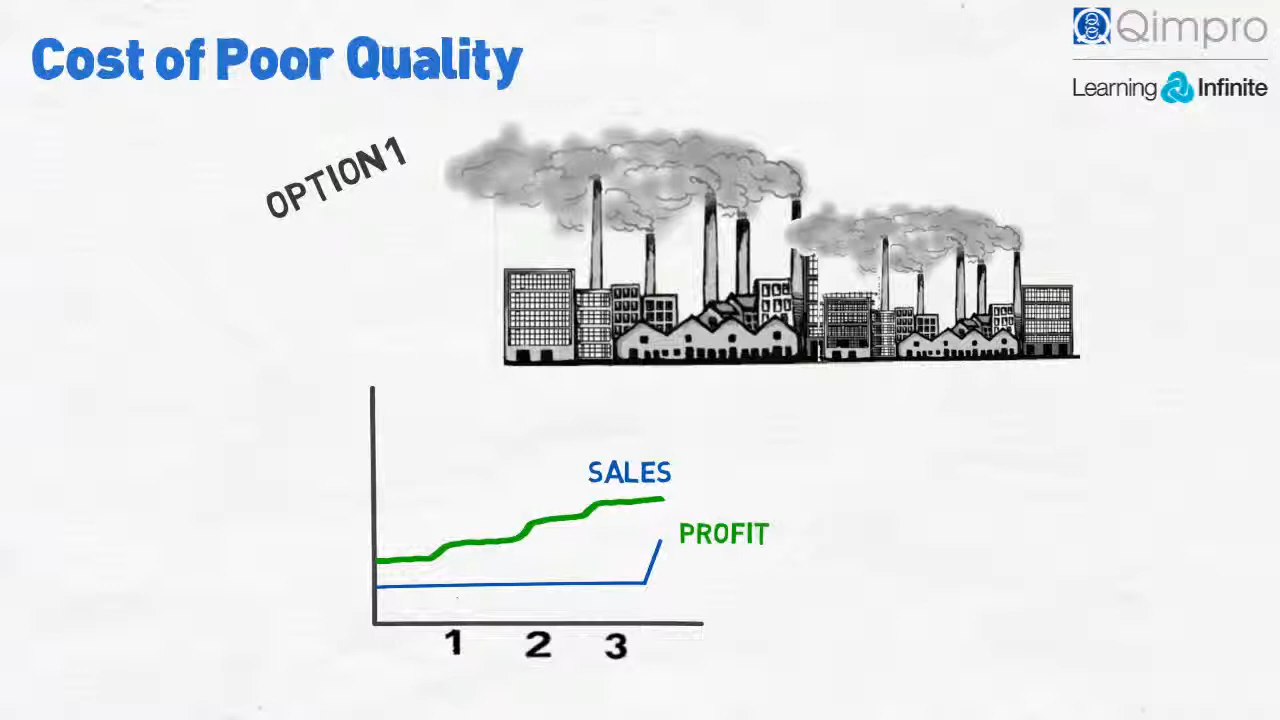 Cost of Poor Quality
Qimpro
Learning Infinite
OPTION1
SALES
PROFIT
1 2 3